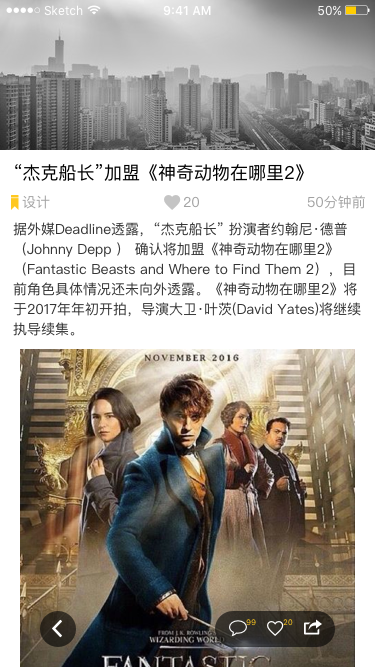 Sketch 9:41 AM 50%
“杰克船长”加盟《神奇动物在哪里2》
设计 20 50分钟前
据外媒Deadline透露，“杰克船长” 扮演者约翰尼·德普
（Johnny Depp ） 确认将加盟《神奇动物在哪里2》
（Fantastic Beasts and Where to Find Them 2），目
前角色具体情况还未向外透露。《神奇动物在哪里2》将
于2017年年初开拍，导演大卫·叶茨(David Yates)将继续
执导续集。
NOVEMBER 2016
99 20
FROM J.K. ROWLING'S
WIZARDING WORLD
FANTASTIC